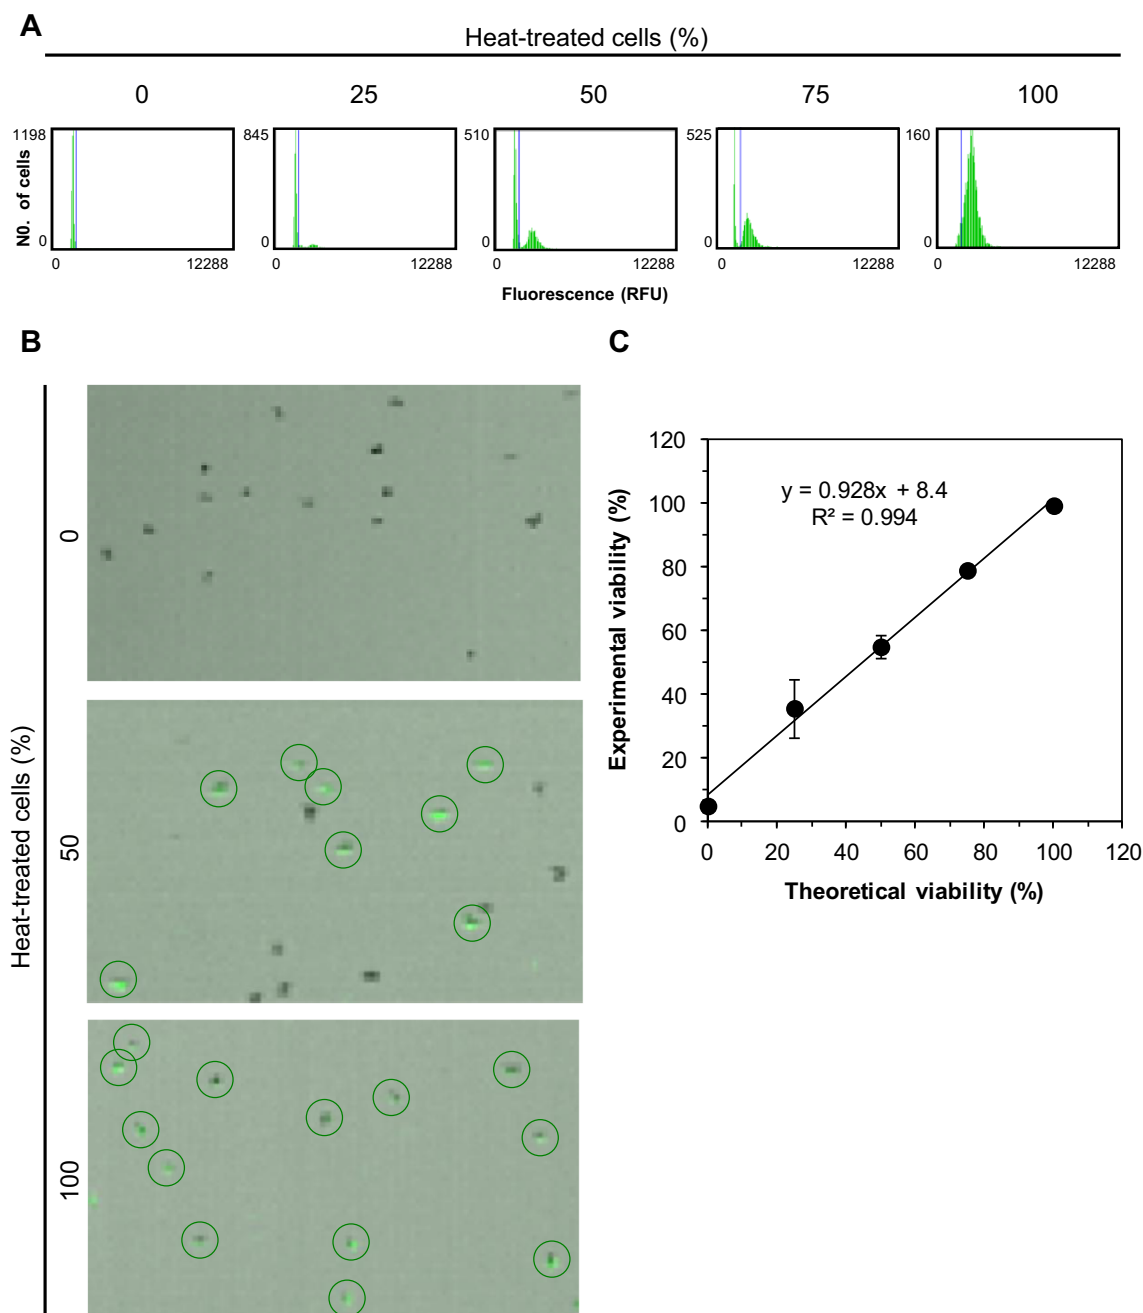 A
Heat-treated cells (%)
0 25 50 75 100
N0. of cells
1198
0
0 12288
845
0
0 12288
510
0
0 12288
525
0
0 12288
160
0
0 12288
Fluorescence (RFU)
B
Heat-treated cells (%)
0
50
100
C
Experimental viability (%)
120
100
80
60
40
20
0
y = 0.928x + 8.4
R² = 0.994
0 20 40 60 80 100 120
Theoretical viability (%)